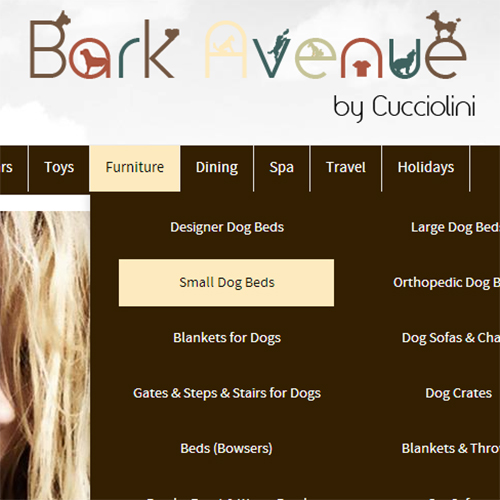 Bark Avenue
by Cucciolini
rs Toys Furniture Dining Spa Travel Holidays
Designer Dog Beds Large Dog Bed
Small Dog Beds Orthopedic Dog B
Blankets for Dogs Dog Sofas & Cha
Gates & Steps & Stairs for Dogs Dog Crates
Beds (Bowsers) Blankets & Thro